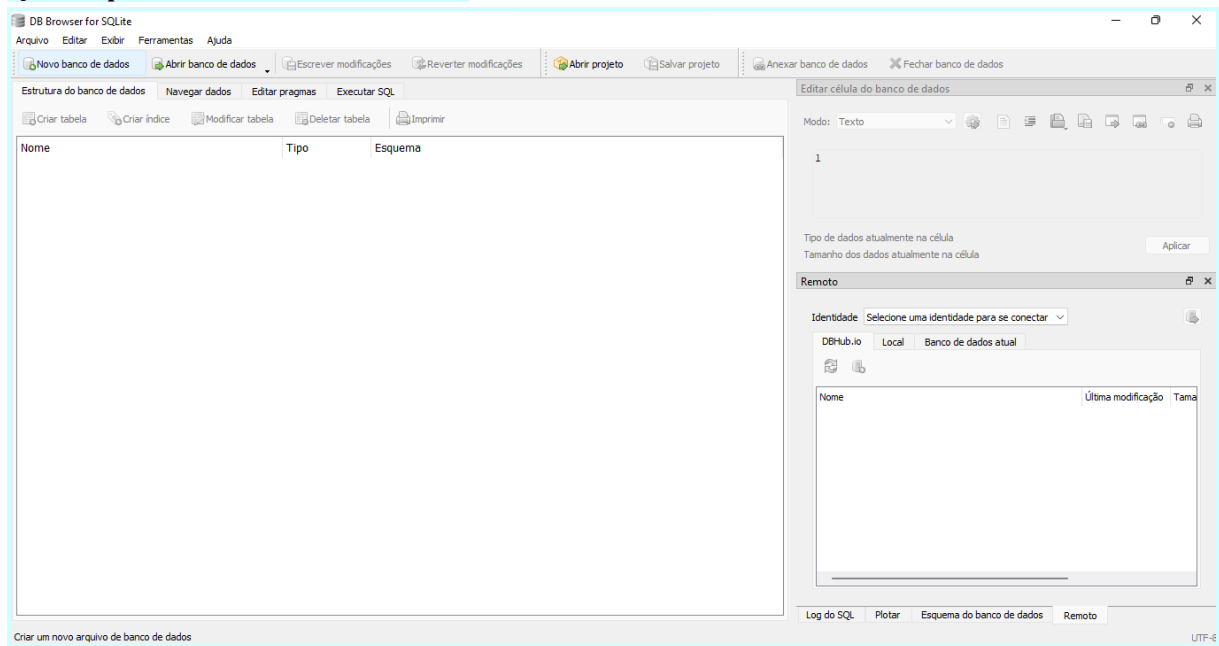 DB Browser for SQLite
Arquivo Editar Exibir Ferramentas Ajuda
Novo banco de dados Abrir banco de dados Escrever modificações Reverter modificações Abrir projeto Salvar projeto Anexar banco de dados Fechar banco de dados
Estrutura do banco de dados Navegar dados Editar pragmas Executar SQL
Criar tabela Criar índice Modificar tabela Deletar tabela Imprimir
Nome Tipo Esquema
Editar célula do banco de dados
Modo: Texto
1
Tipo de dados atualmente na célula
Tamanho dos dados atualmente na célula
Aplicar
Remoto
Identidade Selecione uma identidade para se conectar
DBHub.io Local Banco de dados atual
Nome Última modificação Tama
Log do SQL Plotar Esquema do banco de dados Remoto
Criar um novo arquivo de banco de dados
UTF-8